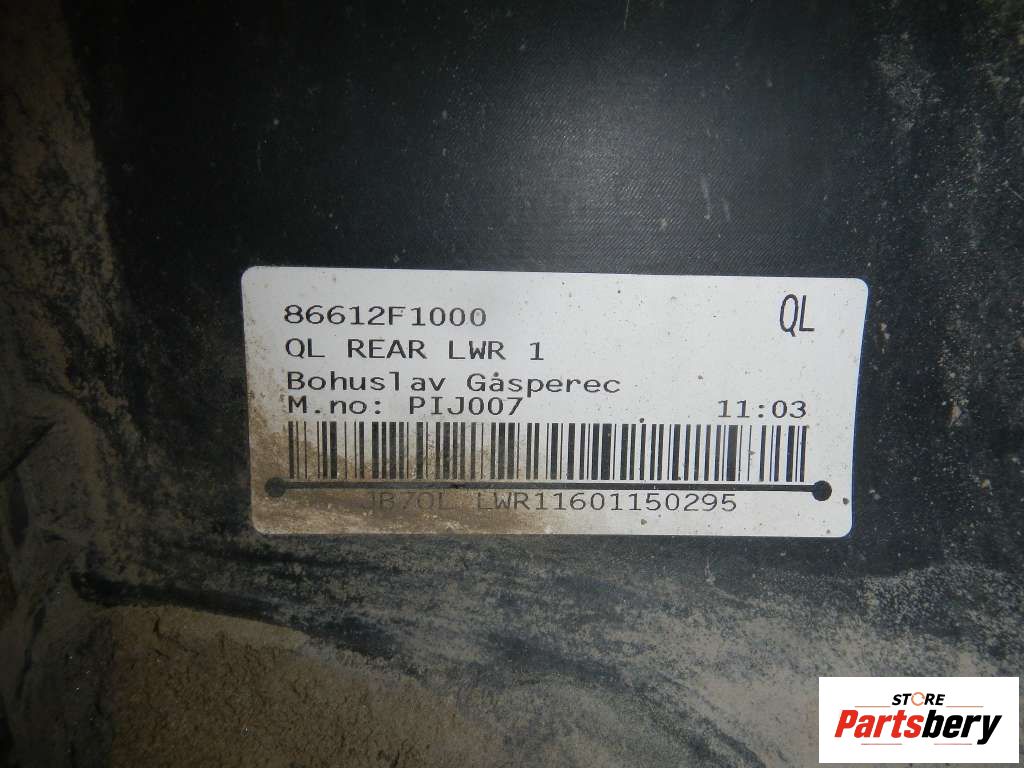 86612F1000 QL
QL REAR LWR 1
Bohuslav Gásperec
M.no: PIJ007 11:03
LWR11601150295
STORE
Partsbery